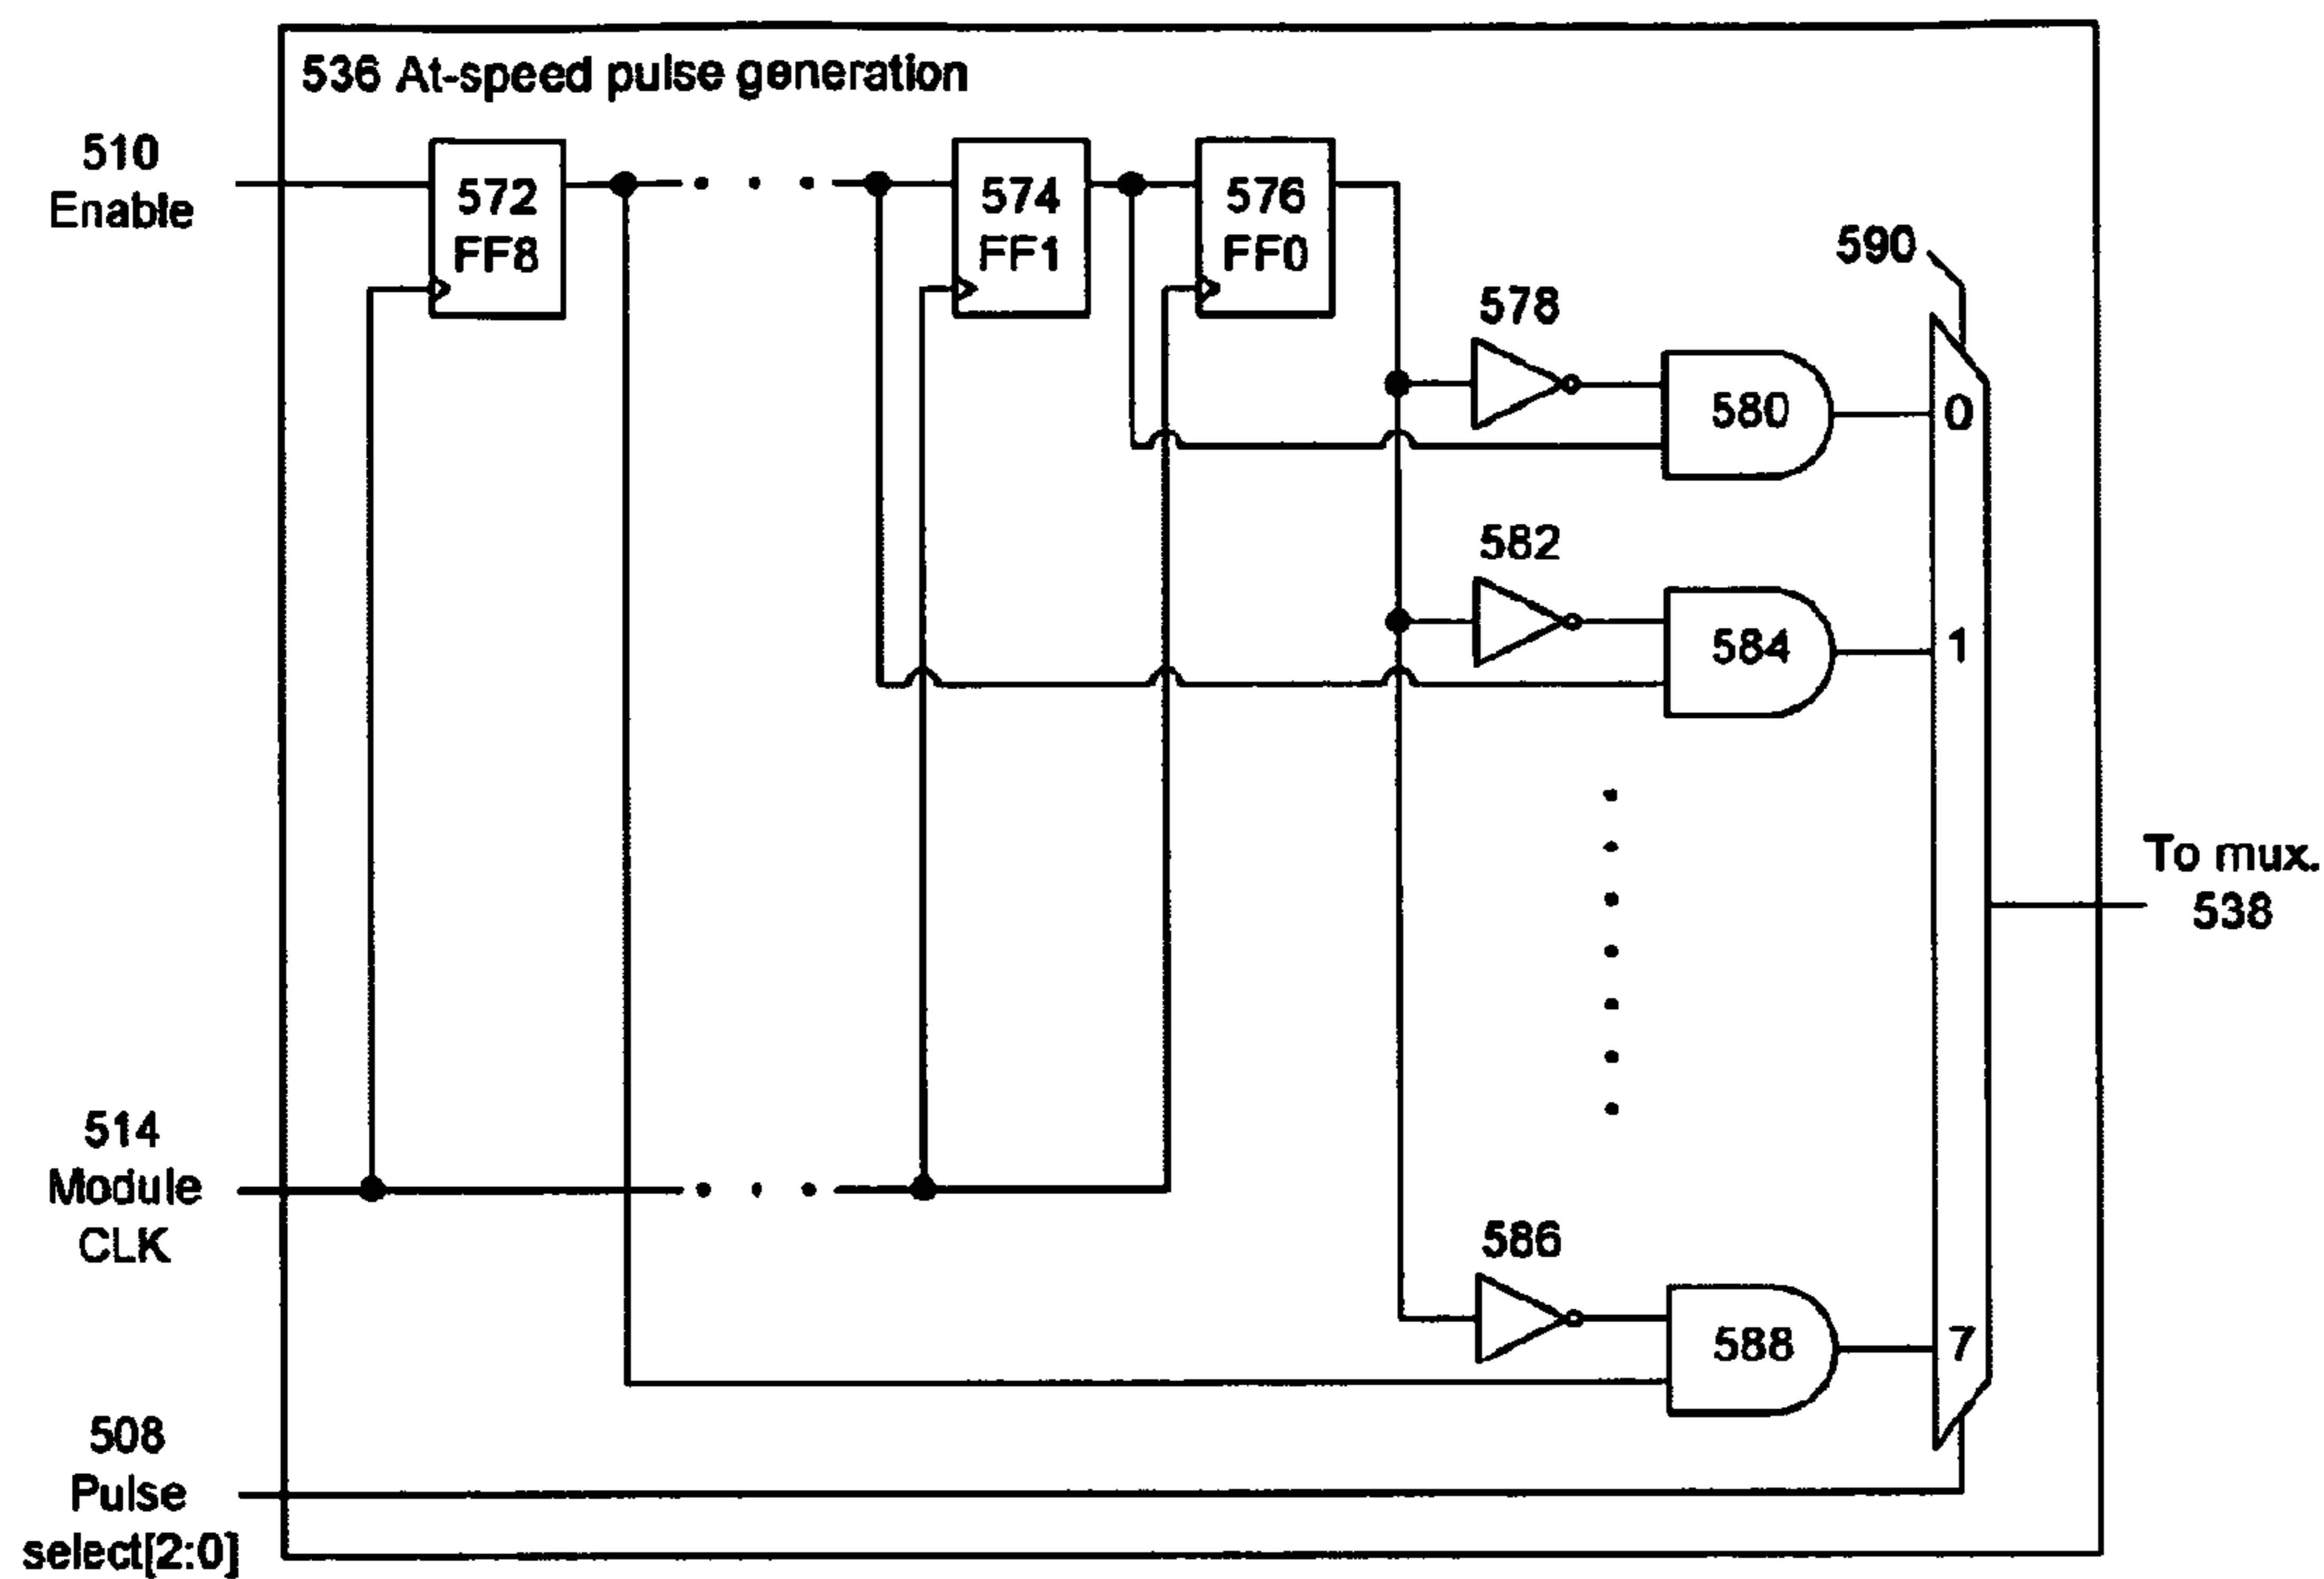 536 At-speed pulse generation
510
Enable
572
FF8
574
FF1
576
FF0
590
578
580
0
582
584
1
To mux.
538
514
Module
CLK
586
588
7
508
Pulse
select[2:0]